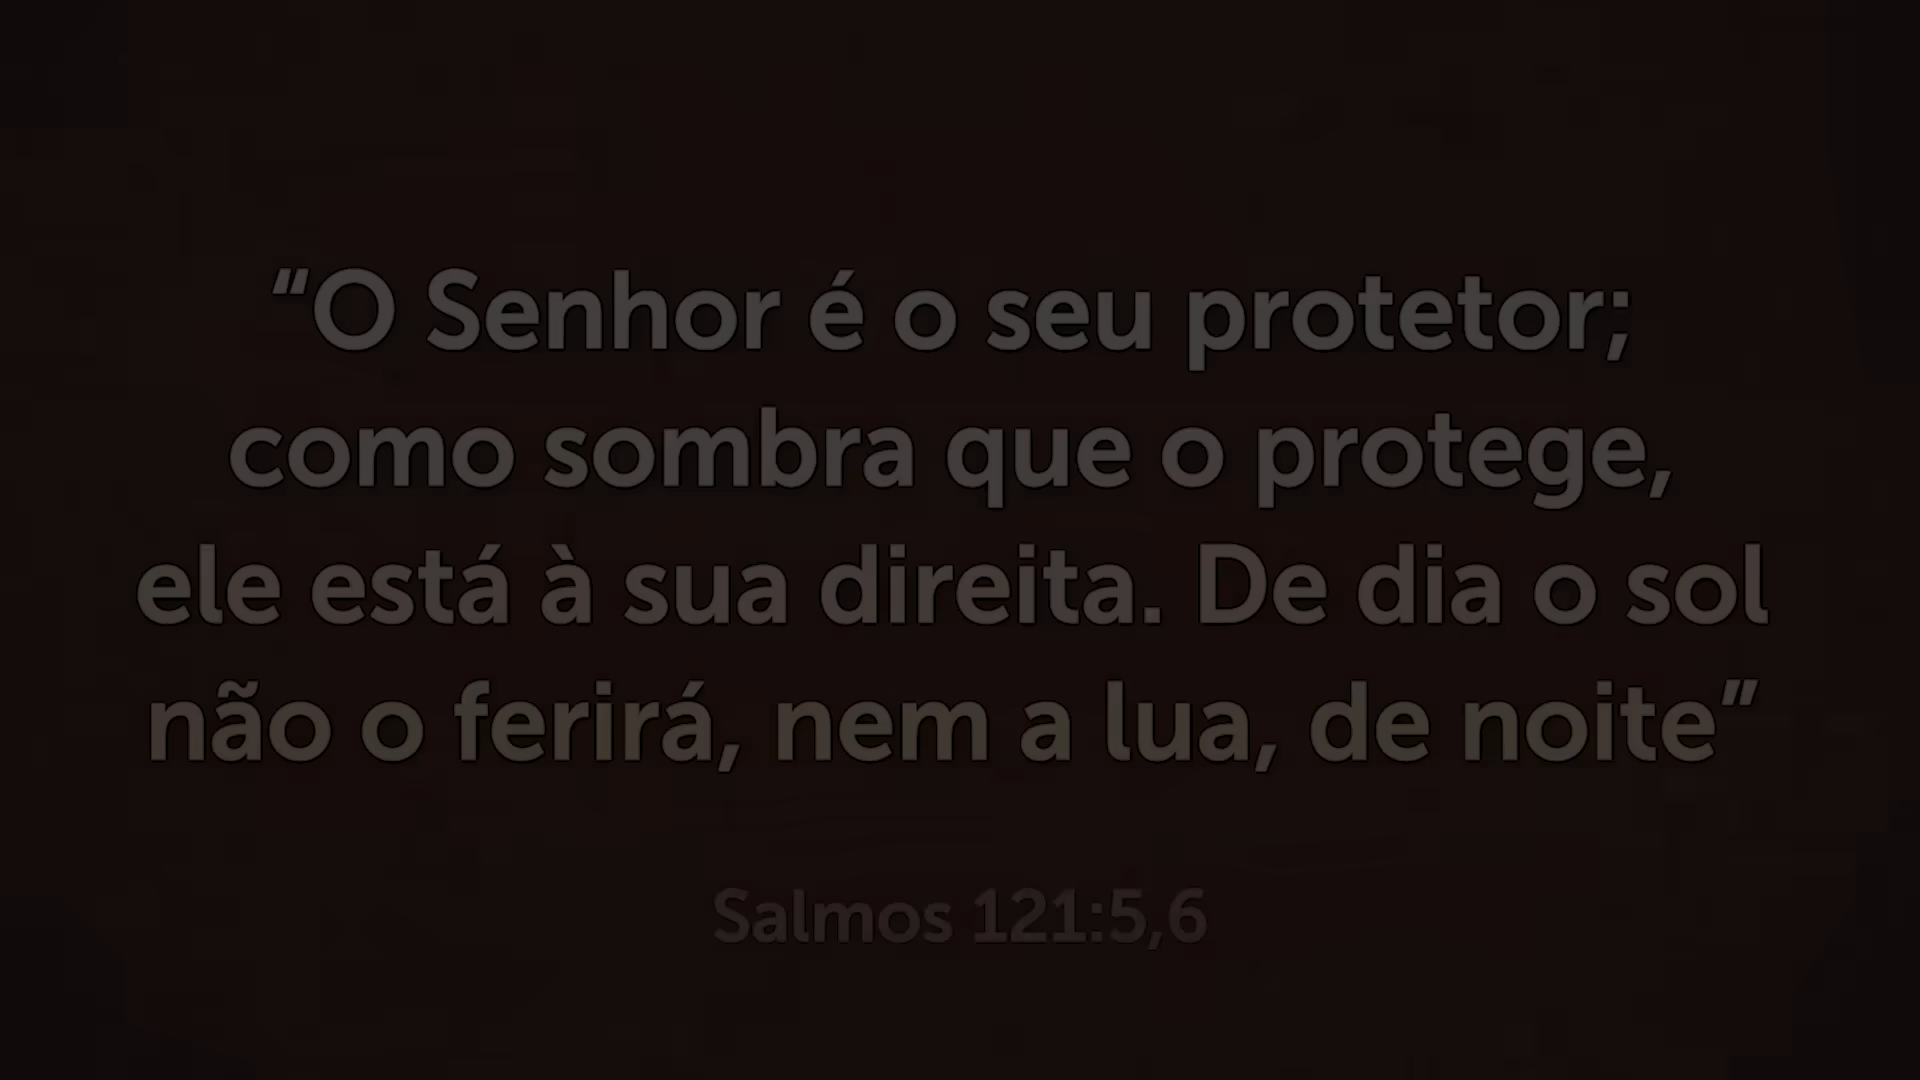 “O Senhor é o seu protetor;
como sombra que o protege,
ele está à sua direita. De dia o sol
não o ferirá, nem a lua, de noite”
Salmos 121:5,6